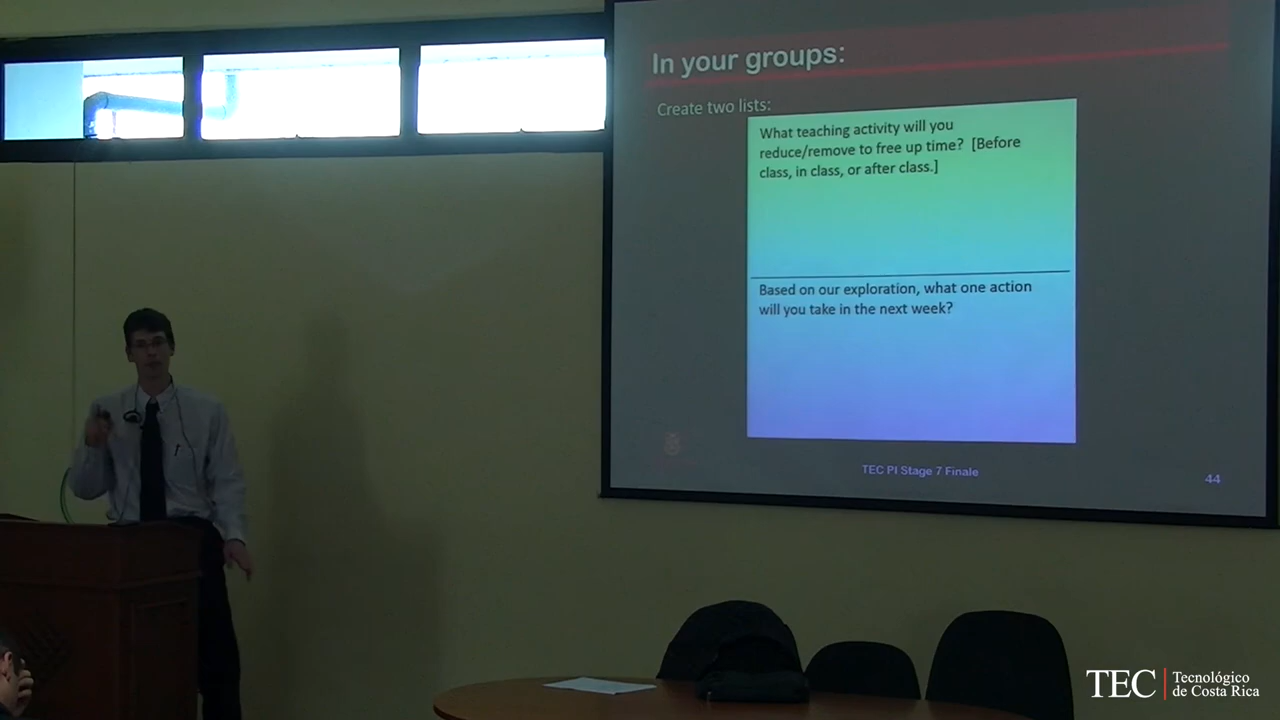 In your groups:
Create two lists:
What teaching activity will you
reduce/remove to free up time? [Before
class, in class, or after class.]
Based on our exploration, what one action
will you take in the next week?
TEC PI Stage 7 Finale
44
TEC | Tecnológico
de Costa Rica